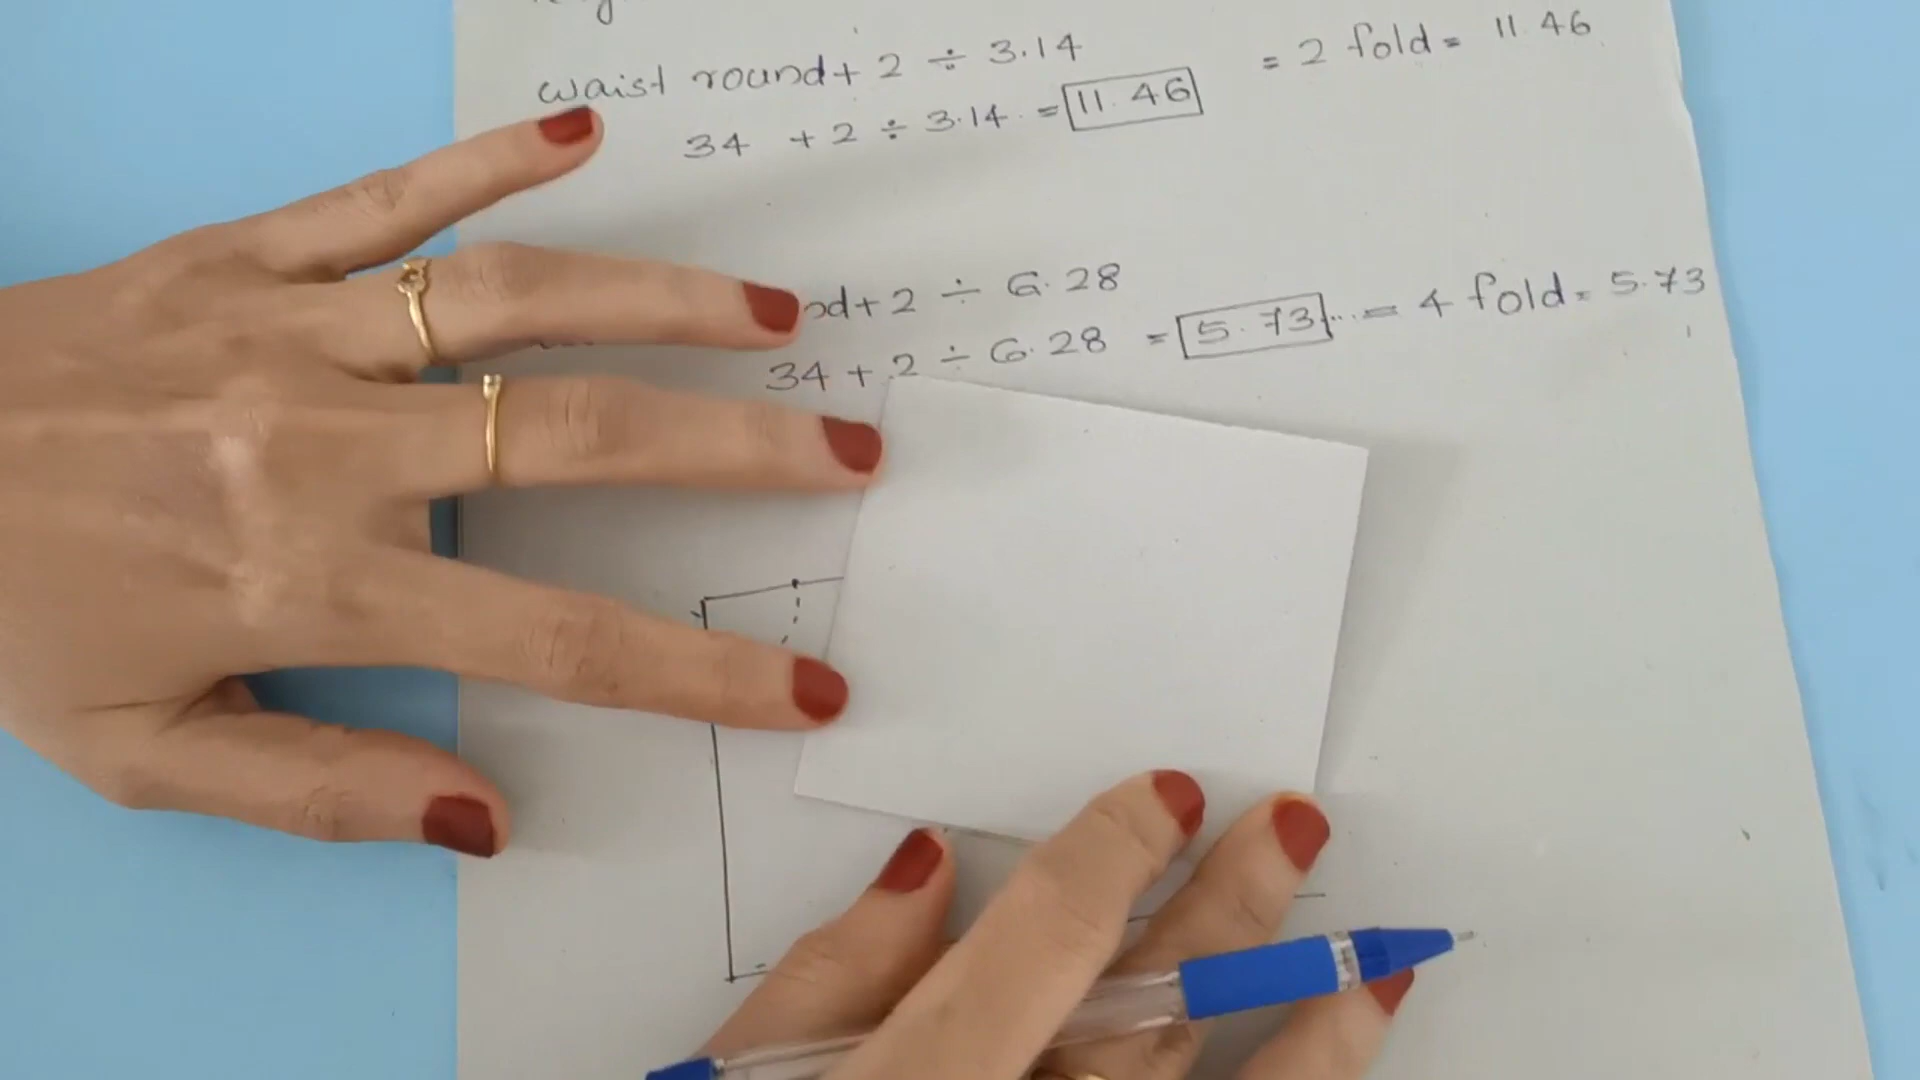 waist round + 2 ÷ 3.14 = 2 fold = 11.46
34 + 2 ÷ 3.14 = 11.46
+ 2 ÷ 6.28
34 + 2 ÷ 6.28 = 5.73... = 4 fold = 5.73